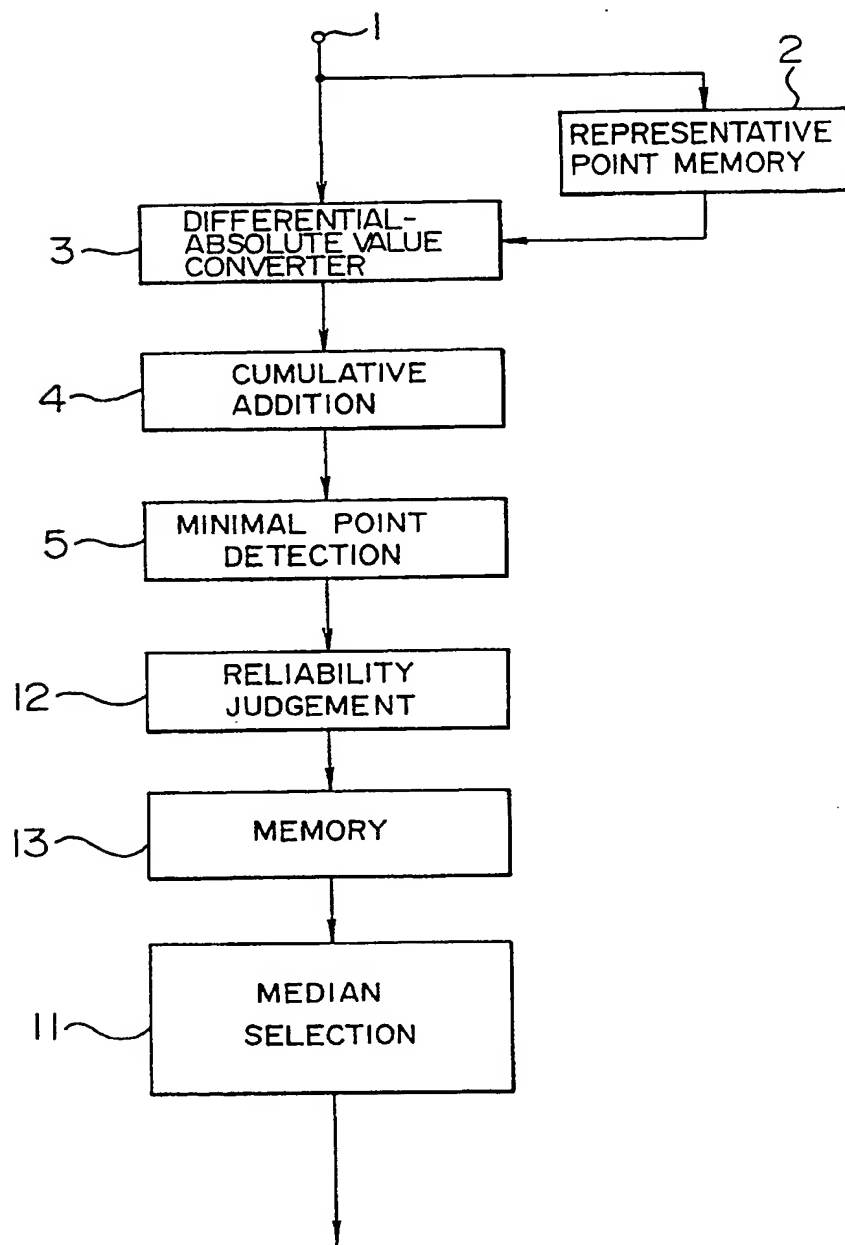 1
2
REPRESENTATIVE
POINT MEMORY
3
DIFFERENTIAL-
ABSOLUTE VALUE
CONVERTER
4
CUMULATIVE
ADDITION
5
MINIMAL POINT
DETECTION
12
RELIABILITY
JUDGEMENT
13
MEMORY
11
MEDIAN
SELECTION